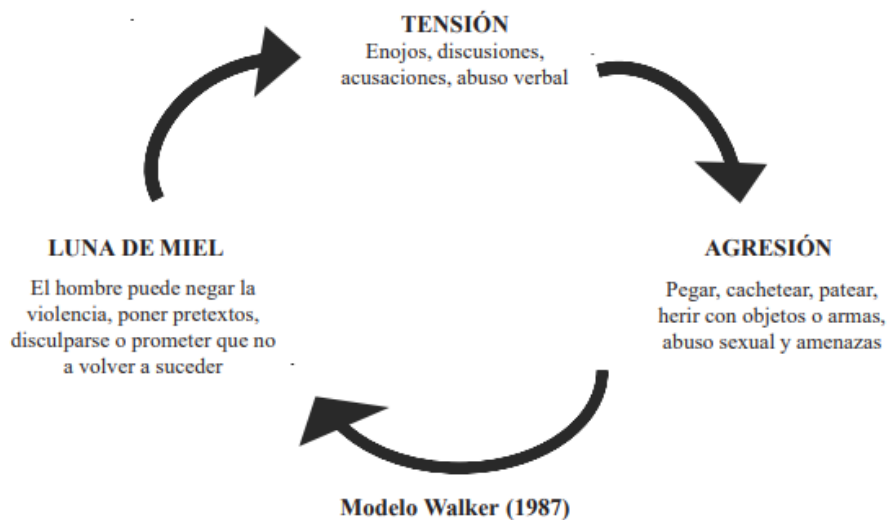 TENSIÓN
Enojos, discusiones,
acusaciones, abuso verbal
LUNA DE MIEL
El hombre puede negar la
violencia, poner pretextos,
disculparse o prometer que no
a volver a suceder
AGRESIÓN
Pegar, cachetear, patear,
herir con objetos o armas,
abuso sexual y amenazas
Modelo Walker (1987)